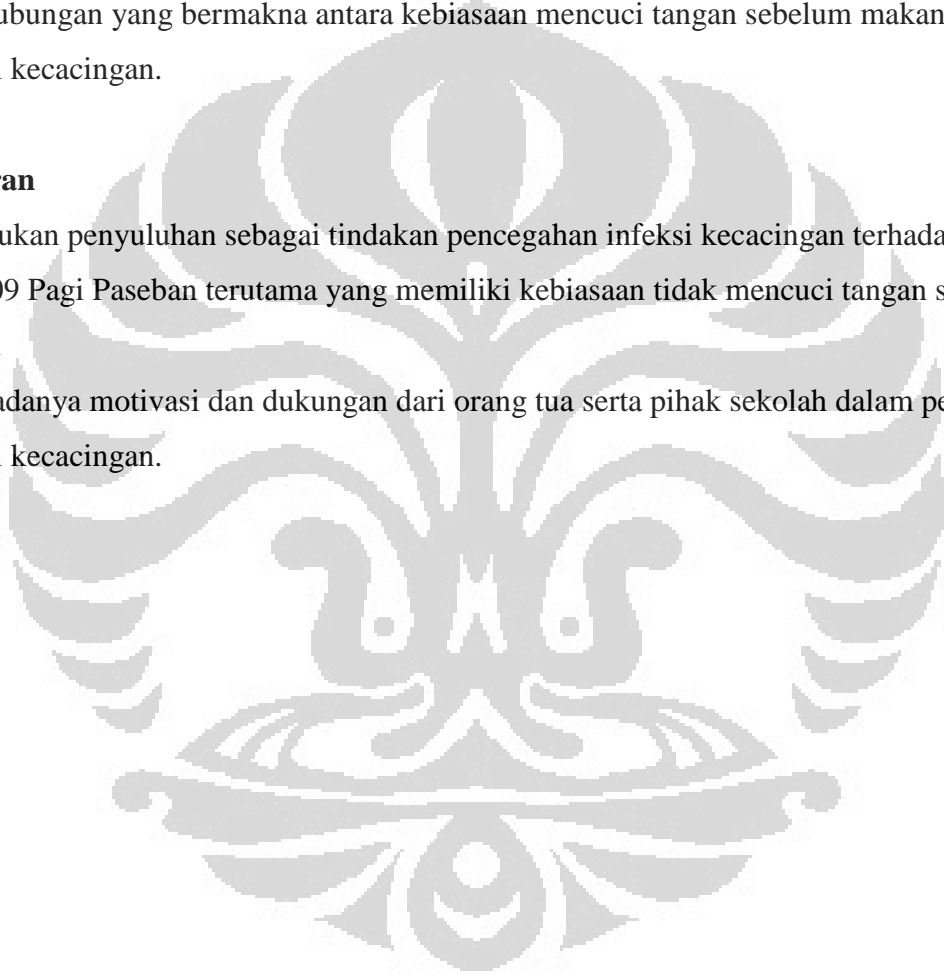 ubungan yang bermakna antara kebiasaan mencuci tangan sebelum makan
kecacingan.
ran
ukan penyuluhan sebagai tindakan pencegahan infeksi kecacingan terhada
09 Pagi Paseban terutama yang memiliki kebiasaan tidak mencuci tangan s
adanya motivasi dan dukungan dari orang tua serta pihak sekolah dalam pe
kecacingan.